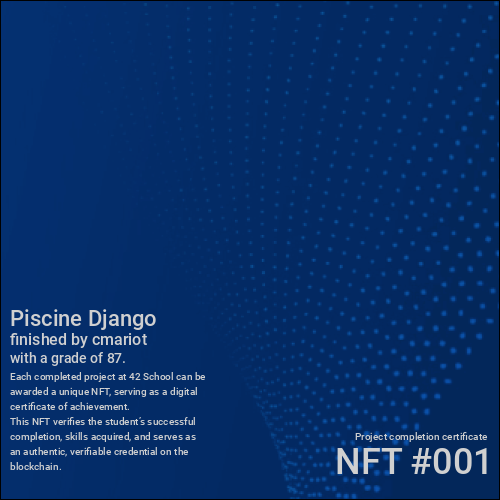 Piscine Django
finished by cmariot
with a grade of 87.
Each completed project at 42 School can be
awarded a unique NFT, serving as a digital
certificate of achievement.
This NFT verifies the student's successful
completion, skills acquired, and serves as
an authentic, verifiable credential on the
blockchain.
Project completion certificate
NFT #001